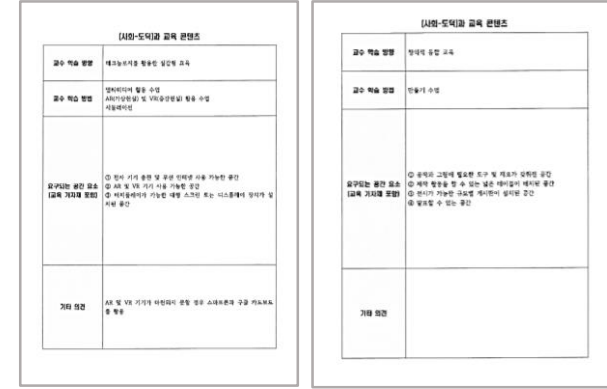 [사회-도덕]과 교육 콘텐츠
교수 학습 방향
테크놀로지를 활용한 실감형 교육
교수 학습 방법
멀티미디어 활용 수업
AR(가상현실) 및 VR(증강현실) 활용 수업
시뮬레이션
요구되는 공간 요소
(교육 기자재 포함)
① 전자 기기 충전 및 무선 인터넷 사용 가능한 공간
② AR 및 VR 기기 사용 가능한 공간
③ 미러플레이가 가능한 대형 스크린 또는 디스플레이 장치가 설
치된 공간
기타 의견
AR 및 VR 기기가 마련되지 못할 경우 스마트폰과 구글 카드보드
를 활용
[사회-도덕]과 교육 콘텐츠
교수 학습 방향
창의적 융합 교육
교수 학습 방법
만들기 수업
요구되는 공간 요소
(교육 기자재 포함)
① 공작과 그림에 필요한 도구 및 재료가 갖춰진 공간
② 제작 활동을 할 수 있는 넓은 테이블이 배치된 공간
③ 전시가 가능한 규모별 게시판이 설치된 공간
④ 발표할 수 있는 공간
기타 의견